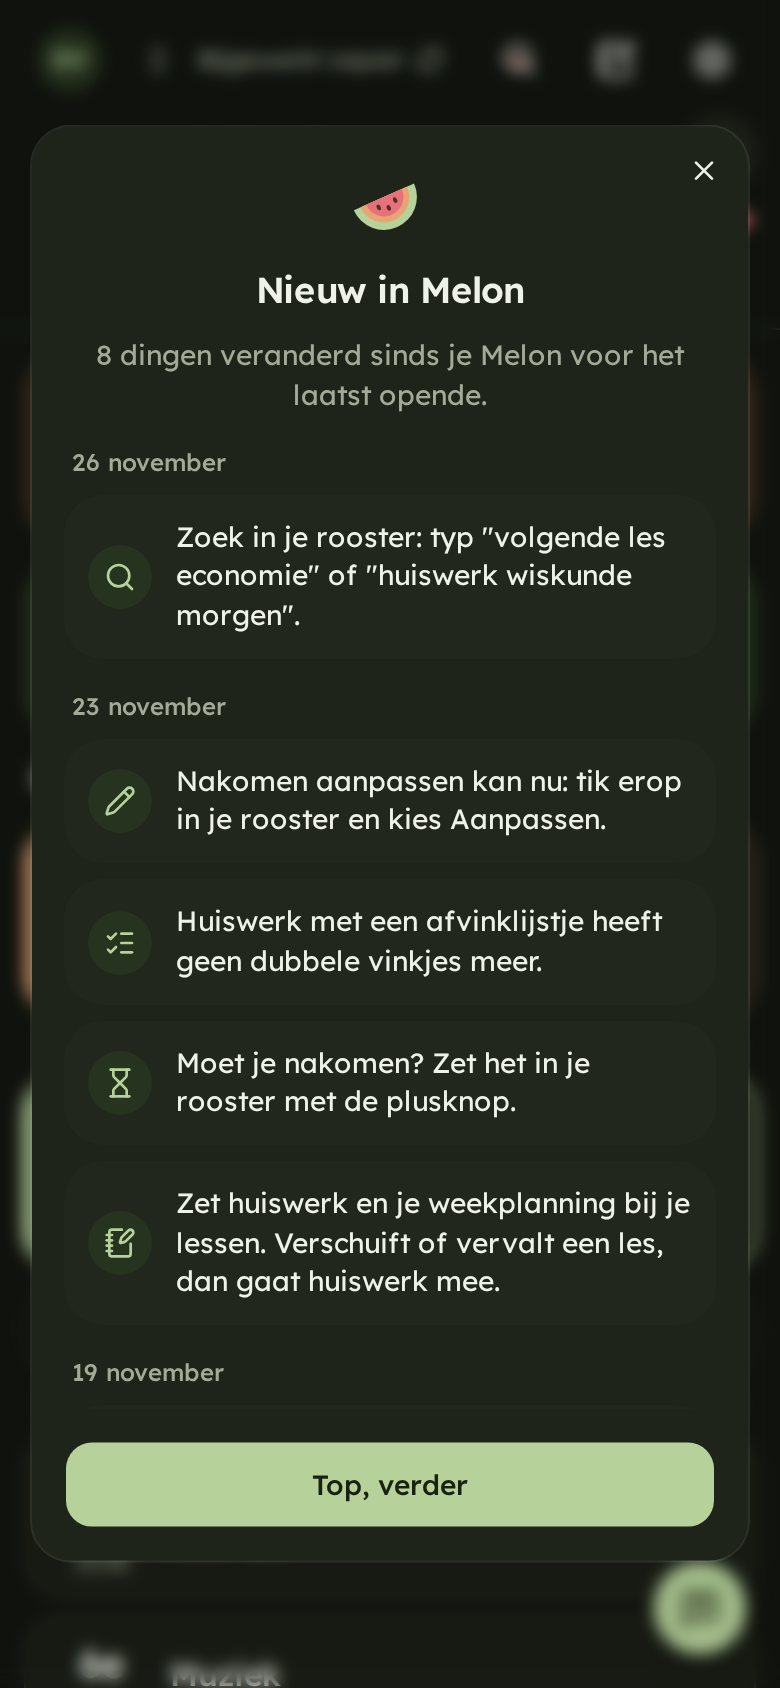 Nieuw in Melon
8 dingen veranderd sinds je Melon voor het
laatst opende.
26 november
Zoek in je rooster: typ "volgende les
economie" of "huiswerk wiskunde
morgen".
23 november
Nakomen aanpassen kan nu: tik erop
in je rooster en kies Aanpassen.
Huiswerk met een afvinklijstje heeft
geen dubbele vinkjes meer.
Moet je nakomen? Zet het in je
rooster met de plusknop.
Zet huiswerk en je weekplanning bij je
lessen. Verschuift of vervalt een les,
dan gaat huiswerk mee.
19 november
Top, verder
Muziek